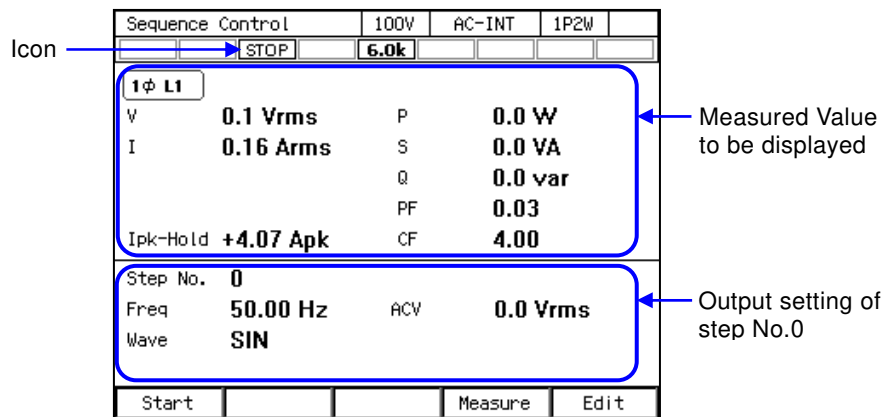 Sequence Control 100V AC-INT 1P2W
Icon STOP 6.0k
1ϕ L1
V 0.1 Vrms P 0.0 W
I 0.16 Arms S 0.0 VA
Q 0.0 var
PF 0.03
Ipk-Hold +4.07 Apk CF 4.00
Measured Value
to be displayed
Step No. 0
Freq 50.00 Hz ACV 0.0 Vrms
Wave SIN
Output setting of
step No.0
Start Measure Edit